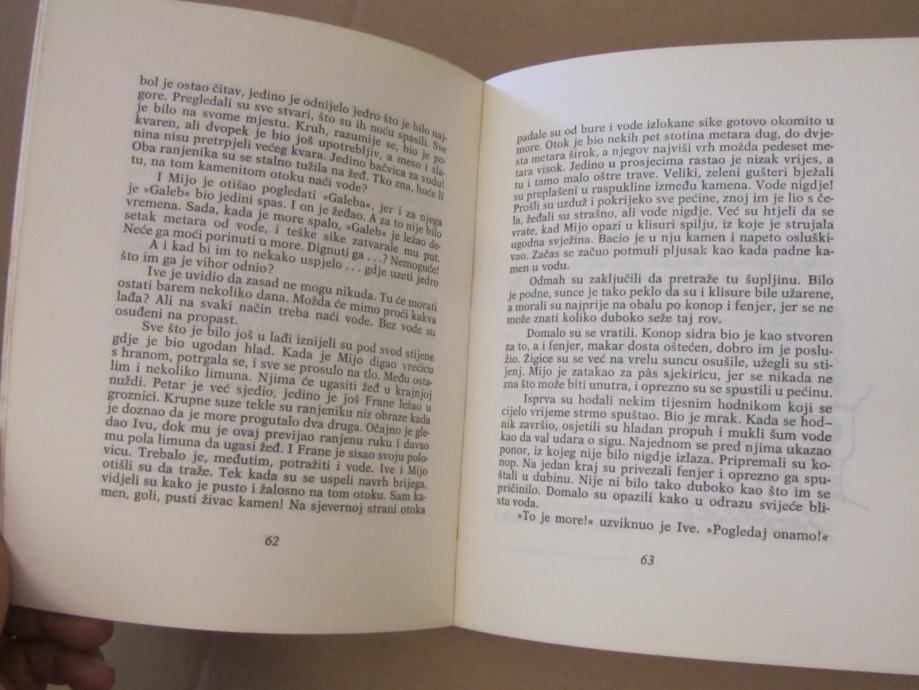 bol je ostao čitav, jedino je odnijelo jedro što je bilo naj-
gore. Pregledali su sve stvari, što su ih noću spasili. Sve
je bilo na svome mjestu. Kruh, razumije se, bio je po-
kvaren, ali dvopek je bio još upotrebljiv, a meso i sla-
nina nisu pretrpjeli većeg kvara. Jedino bačvica za vodu!
Oba ranjenika su se stalno tužila na žeđ. Tko zna, hoće li
tu, na tom kamenitom otoku naći vode?
I Mijo je otišao pogledati »Galeba«, jer i za njega
je »Galeb« bio jedini spas. I on je žeđao. A za to nije bilo
vremena. Sada, kada je more spalo, »Galeb« je ležao de-
setak metara od vode, i teške sike zatvarale mu put.
Neće ga moći porinuti u more. Dignuti ga ...? Nemoguće!
A i kad bi im to nekako uspjelo ... gdje uzeti jedro
što im ga je vihor odnio?
Ive je uvidio da zasad ne mogu nikuda. Tu će morati
ostati barem nekoliko dana. Možda će mimo proći kakva
lađa? Ali na svaki način treba naći vode. Bez vode su
osuđeni na propast.
Sve što je bilo još u lađi iznijeli su pod svod stijene
gdje je bio ugodan hlad. Kada je Mijo digao vrećicu
s hranom, potrgala se, i sve se prosulo na tlo. Među osta-
lim i nekoliko limuna. Njima će ugasiti žeđ u krajnjoj
nuždi. Petar je već sjedio, jedino je još Frane ležao u
groznici. Krupne suze tekle su ranjeniku niz obraze kada
je doznao da je more progutalo dva druga. Očajno je gle-
dao Ivu, dok mu je ovaj previjao ranjenu ruku i davao
mu pola limuna da ugasi žeđ. I Frane je sisao svoju polo-
vicu. Trebalo je, međutim, potražiti i vode. Ive i Mijo
otišli su da traže. Tek kada su se uspeli navrh brijega,
vidjeli su kako je pusto i žalosno na tom otoku. Sam ka-
men, goli, pusti živac kamen! Na sjevernoj strani otoka
62
padale su od bure i vode izlokane sike gotovo okomito u
more. Otok je bio nekih pet stotina metara dug, do dvje-
sta metara širok, a njegov najviši vrh možda pedeset me-
tara visok. Jedino u prosjecima rastao je nizak vrijes, a
tu i tamo malo oštre trave. Veliki, zeleni gušteri bježali
su preplašeni u raspukline između kamena. Vode nigdje!
Prošli su uzduž i pokrijeko sve pećine, znoj im je lio s če-
la, žeđali su strašno, ali vode nigdje. Već su htjeli da se
vrate, kad Mijo opazi u klisuri spilju, iz koje je strujala
ugodna svježina. Bacio je u nju kamen i napeto osluški-
vao. Začas se začuo potmuli pljusak kao kada padne ka-
men u vodu.
Odmah su zaključili da pretraže tu šupljinu. Bilo
je podne, sunce je tako peklo da su i klisure bile užarene,
a morali su najprije na obalu po konop i fenjer, jer se ne
može znati koliko duboko seže taj rov.
Domalo su se vratili. Konop sidra bio je kao stvoren
za to, a i fenjer, makar dosta oštećen, dobro im je poslu-
žio. Žigice su se već na vrelu suncu osušile, užegli su sti-
jenj. Mijo je zatakao za pâs sjekiricu, jer se nikada ne
zna što može biti unutra, i oprezno su se spustili u pećinu.
Isprva su hodali nekim tijesnim hodnikom koji se
cijelo vrijeme strmo spuštao. Bio je mrak. Kada se hod-
nik završio, osjetili su hladan propuh i mukli šum vode
kao da val udara o sigu. Najednom se pred njima ukazao
ponor, iz kojeg nije bilo nigdje izlaza. Pripremali su ko-
nop. Na jedan kraj su privezali fenjer i oprezno ga spu-
štali u dubinu. Nije ni bilo tako duboko kao što im se
pričinilo. Domalo su opazili kako u odrazu svijeće bli-
sta voda.
»To je more!« uzviknuo je Ive. »Pogledaj onamo!«
63